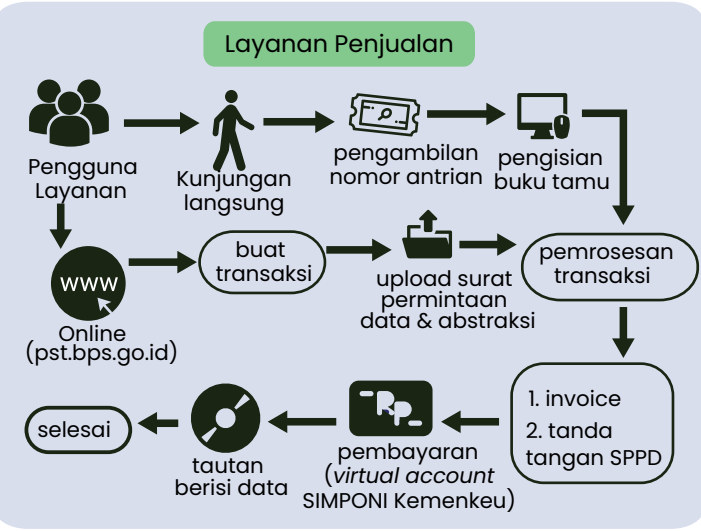 Layanan Penjualan
Pengguna
Layanan
Kunjungan
langsung
pengambilan
nomor antrian
pengisian
buku tamu
www
Online
(pst.bps.go.id)
buat
transaksi
upload surat
permintaan
data & abstraksi
pemrosesan
transaksi
1. invoice
2. tanda
tangan SPPD
RP
pembayaran
(virtual account
SIMPONI Kemenkeu)
tautan
berisi data
selesai